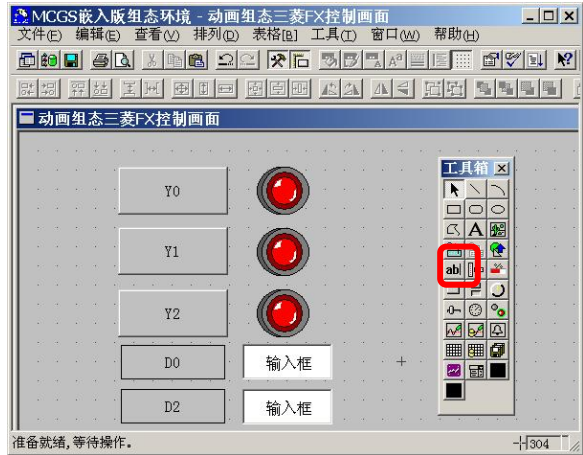 MCGS嵌入版组态环境 - 动画组态三菱FX控制画面
文件(F) 编辑(E) 查看(V) 排列(D) 表格[B] 工具(T) 窗口(W) 帮助(H)
动画组态三菱FX控制画面
工具箱
Y0
A
Y1
ab|
Y2
D0 输入框
D2 输入框
准备就绪,等待操作。
304